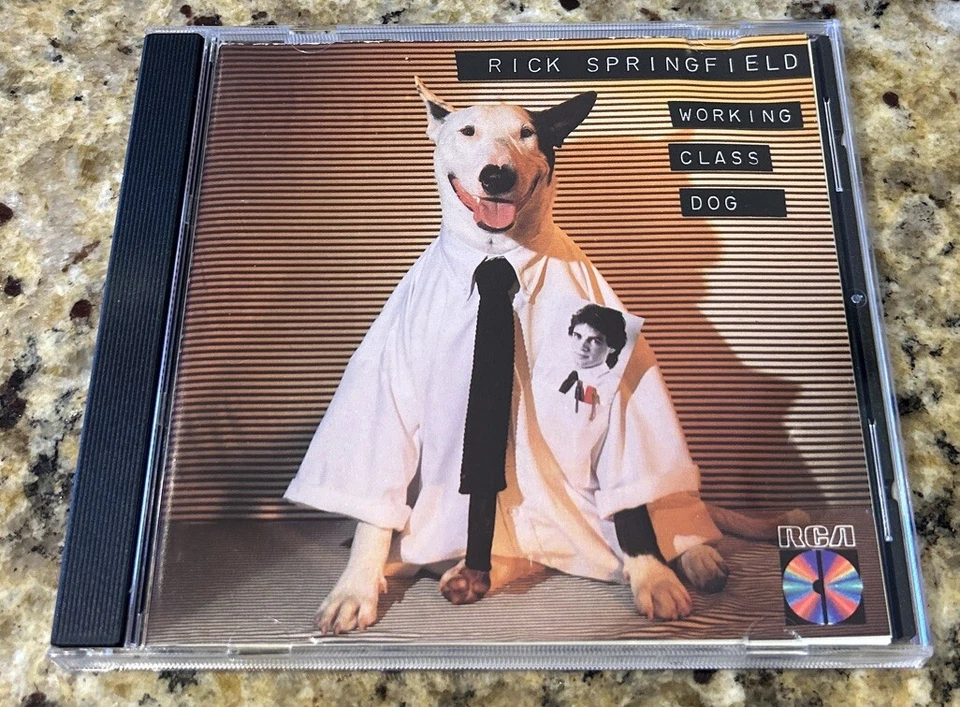 RICK SPRINGFIELD
WORKING
CLASS
DOG
RCA